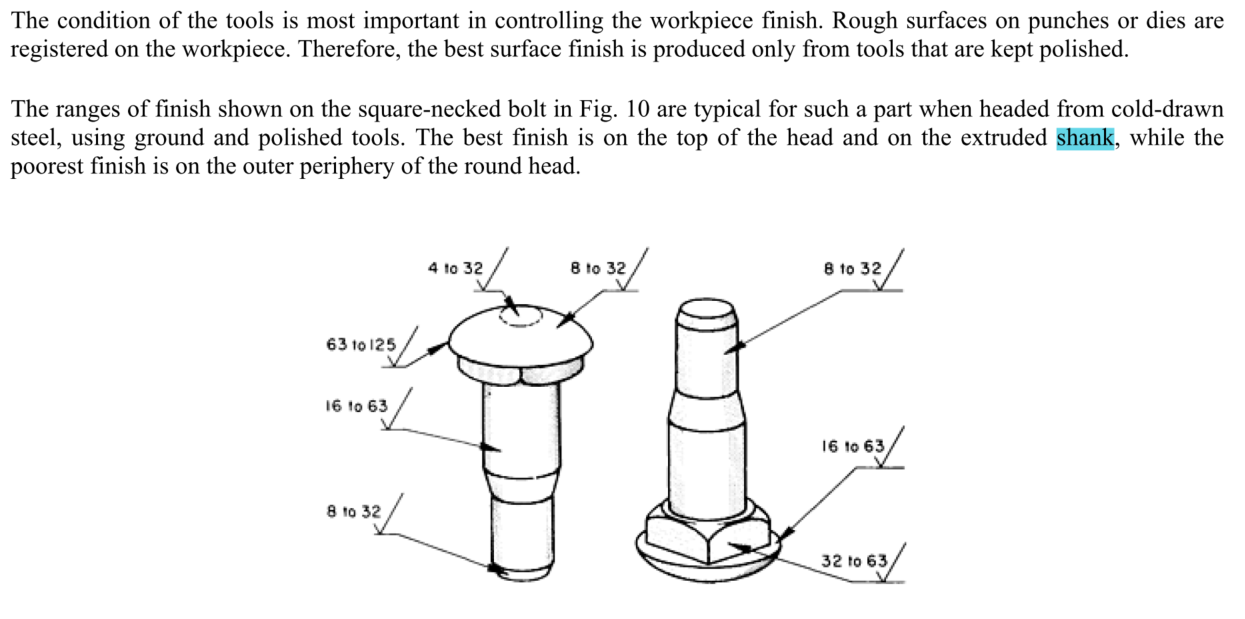 The condition of the tools is most important in controlling the workpiece finish. Rough surfaces on punches or dies are
registered on the workpiece. Therefore, the best surface finish is produced only from tools that are kept polished.
The ranges of finish shown on the square-necked bolt in Fig. 10 are typical for such a part when headed from cold-drawn
steel, using ground and polished tools. The best finish is on the top of the head and on the extruded shank, while the
poorest finish is on the outer periphery of the round head.
4 to 32
8 to 32
8 to 32
63 to 125
16 to 63
16 to 63
8 to 32
32 to 63